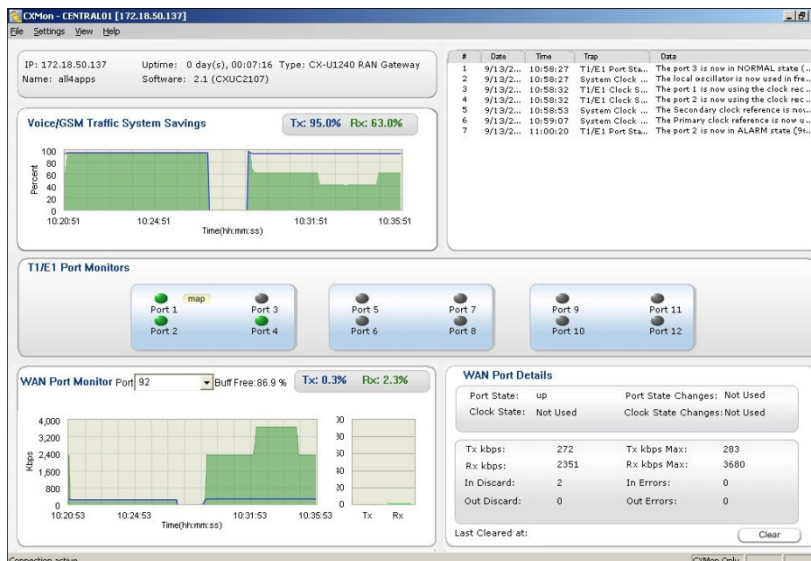 CXMon - CENTRAL01 [172.18.50.137]
File Settings View Help
IP: 172.18.50.137 Uptime: 0 day(s), 00:07:16 Type: CX-U1240 RAN Gateway
Name: all4apps Software: 2.1 (CXUC2107)
# Date Time Trap Data
1 9/13/2... 10:58:27 T1/E1 Port Sta... The port 3 is now in NORMAL state (...
2 9/13/2... 10:58:27 System Clock ... The local oscillator is now used in fre...
3 9/13/2... 10:58:32 T1/E1 Clock S... The port 1 is now using the clock rec...
4 9/13/2... 10:58:32 T1/E1 Clock S... The port 2 is now using the clock rec...
5 9/13/2... 10:58:53 System Clock ... The Secondary clock reference is now...
6 9/13/2... 10:59:07 System Clock ... The Primary clock reference is now u...
7 9/13/2... 11:00:20 T1/E1 Port Sta... The port 2 is now in ALARM state (96...
Voice/GSM Traffic System Savings Tx: 95.0% Rx: 63.0%
100
80
60
40
20
0
Percent
10:20:51 10:24:51 10:31:51 10:35:51
Time(hh:mm:ss)
T1/E1 Port Monitors
map
Port 1 Port 3 Port 5 Port 7 Port 9 Port 11
Port 2 Port 4 Port 6 Port 8 Port 10 Port 12
WAN Port Monitor Port 92 Buff Free:86.9 % Tx: 0.3% Rx: 2.3%
4,000
3,200
2,400
1,600
800
0
Kbps
10:20:53 10:24:53 10:31:53 10:35:53
Time(hh:mm:ss)
00
80
60
40
20
0
Tx Rx
WAN Port Details
Port State: up Port State Changes: Not Used
Clock State: Not Used Clock State Changes: Not Used
Tx kbps: 272 Tx kbps Max: 283
Rx kbps: 2351 Rx kbps Max: 3680
In Discard: 2 In Errors: 0
Out Discard: 0 Out Errors: 0
Last Cleared at: Clear
Connection active CXMon Only